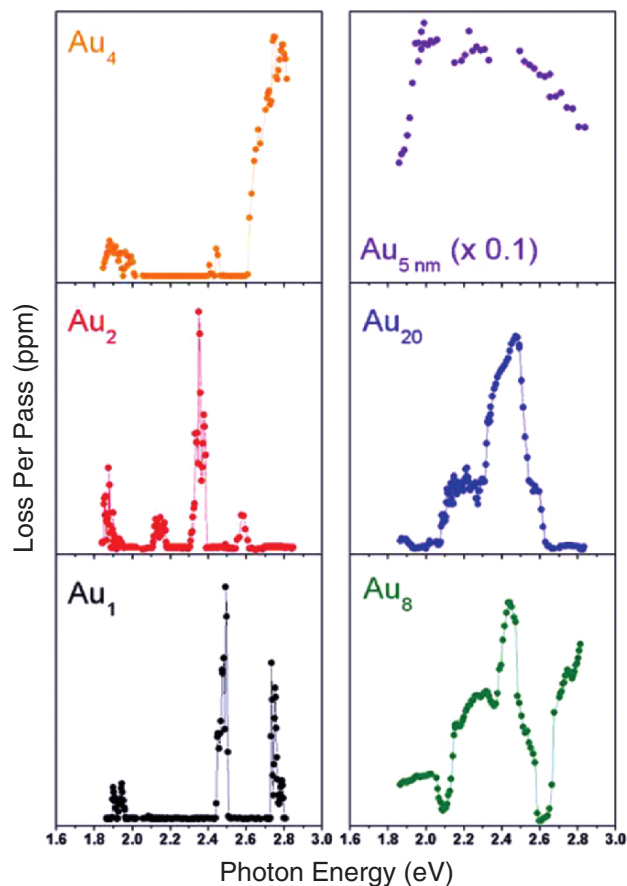 Au4
Au5 nm (x 0.1)
Au2
Au20
Au1
Au8
Loss Per Pass (ppm)
1.6 1.8 2.0 2.2 2.4 2.6 2.8 3.0
1.8 2.0 2.2 2.4 2.6 2.8 3.0
Photon Energy (eV)